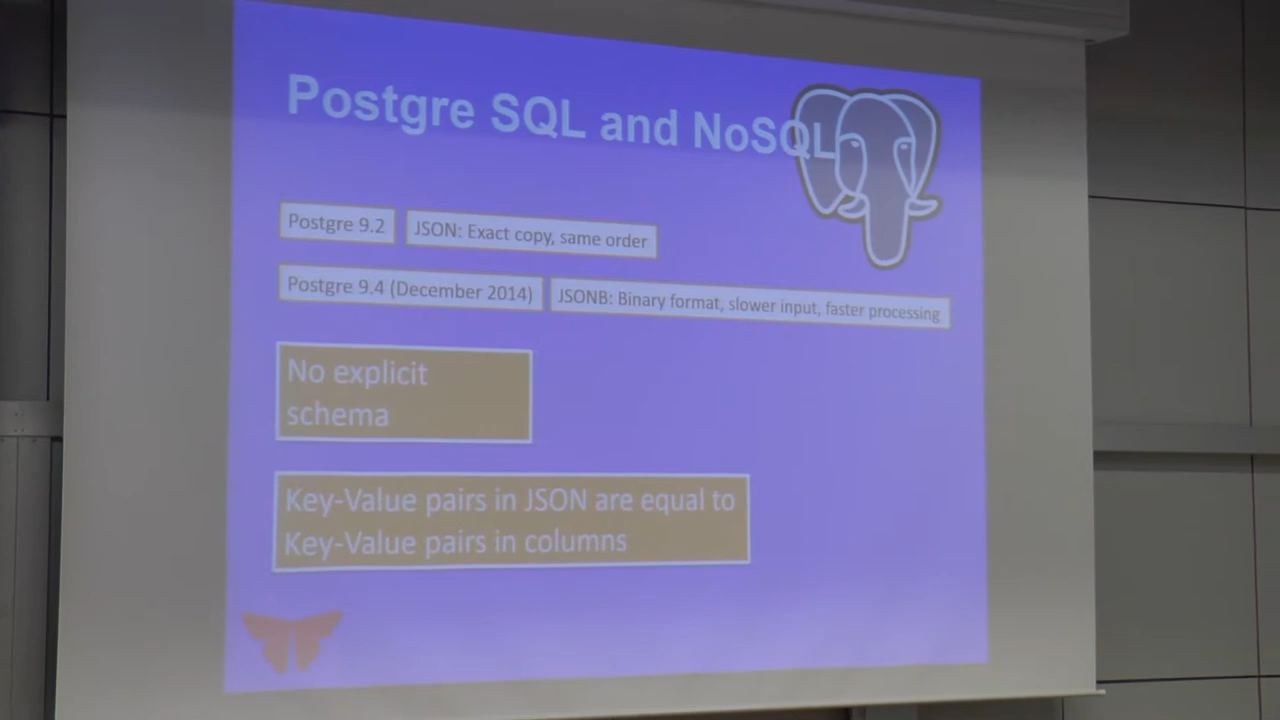 Postgre SQL and NoSQL
Postgre 9.2
JSON: Exact copy, same order
Postgre 9.4 (December 2014)
JSONB: Binary format, slower input, faster processing
No explicit
schema
Key-Value pairs in JSON are equal to
Key-Value pairs in columns